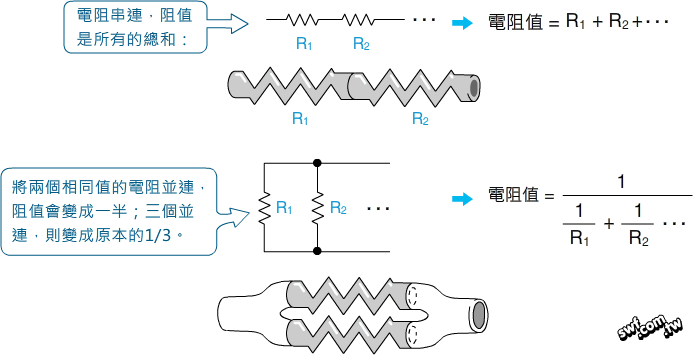 電阻串連，阻值
是所有的總和：
R1 R2 ···
電阻值 = R1 + R2+···
R1 R2
將兩個相同值的電阻並連，
阻值會變成一半；三個並
連，則變成原本的1/3。
R1 R2 ···
電阻值 =
1
1 1
+ ···
R1 R2
swf.com.tw